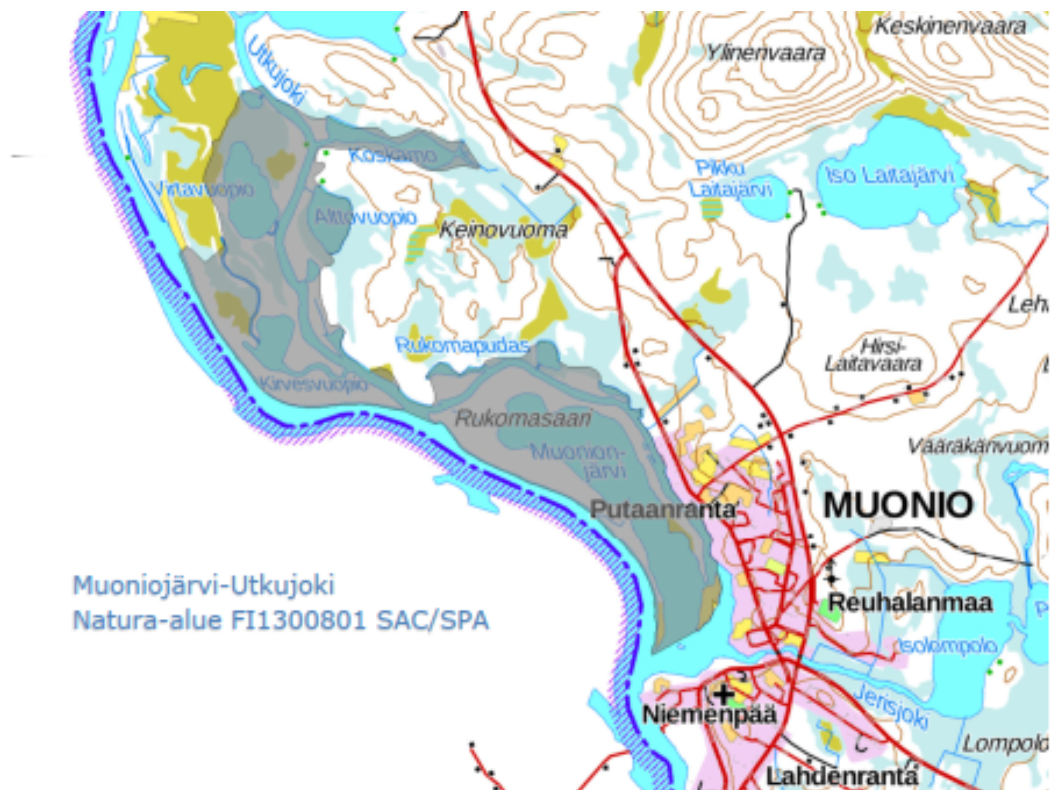 Keskinenvaara
Ylinenvaara
Utkujoki
Koskamo
Virtavuopio
Alttovuopio
Pikku
Laitajärvi
Iso Laitajärvi
Keinovuoma
Rukomapudas
Hirsi-
Laitavaara
Kirvesvuopio
Rukomasaari
Muonion-
järvi
Putaanranta
MUONIO
Muoniojärvi-Utkujoki
Natura-alue FI1300801 SAC/SPA
Reuhalanmaa
Isolompolo
Jerisjoki
Niemenpää
Lompolo
Lahdenranta